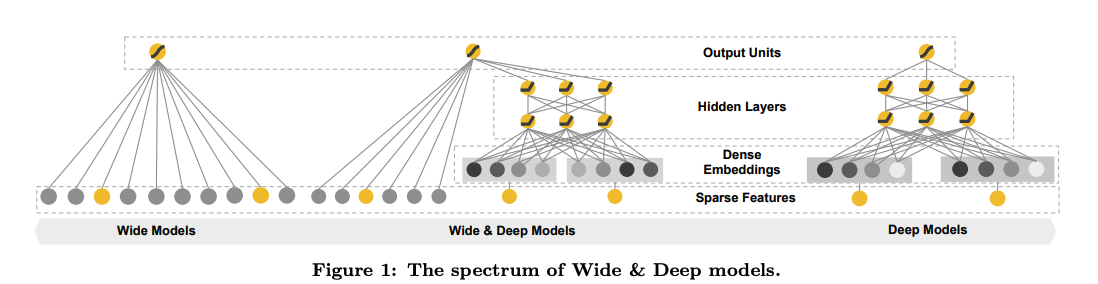 Output Units
Hidden Layers
Dense
Embeddings
Sparse Features
Wide Models
Wide & Deep Models
Deep Models
Figure 1: The spectrum of Wide & Deep models.